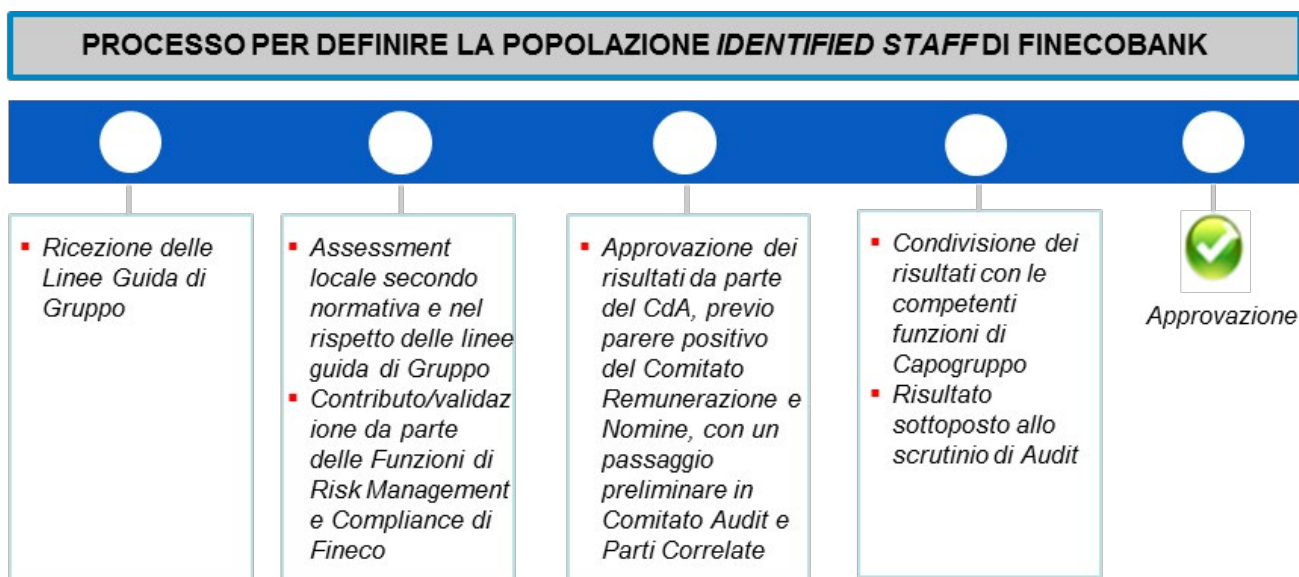 PROCESSO PER DEFINIRE LA POPOLAZIONE IDENTIFIED STAFF DI FINECOBANK
Ricezione delle
Linee Guida di
Gruppo
Assessment
locale secondo
normativa e nel
rispetto delle linee
guida di Gruppo
Contributo/validaz
ione da parte
delle Funzioni di
Risk Management
e Compliance di
Fineco
Approvazione dei
risultati da parte
del CdA, previo
parere positivo
del Comitato
Remunerazione e
Nomine, con un
passaggio
preliminare in
Comitato Audit e
Parti Correlate
Condivisione dei
risultati con le
competenti
funzioni di
Capogruppo
Risultato
sottoposto allo
scrutinio di Audit
Approvazione